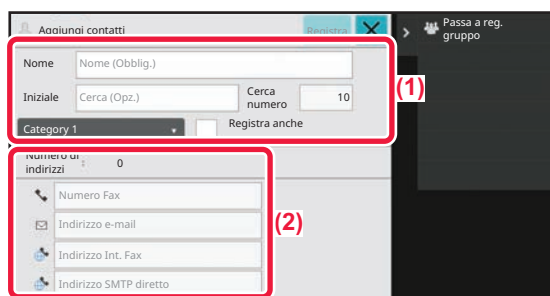 Aggiungi contatti
Registra
Passa a reg.
gruppo
Nome
Nome (Obblig.)
Iniziale
Cerca (Opz.)
Cerca
numero
10
(1)
Category 1
Registra anche
Numero di
indirizzi
:
0
Numero Fax
Indirizzo e-mail
(2)
Indirizzo Int. Fax
Indirizzo SMTP diretto